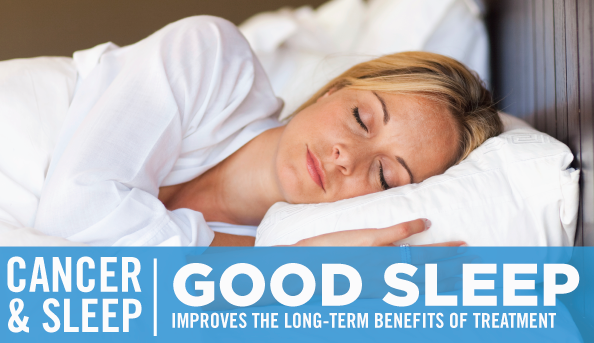 CANCER
& SLEEP
GOOD SLEEP
IMPROVES THE LONG-TERM BENEFITS OF TREATMENT